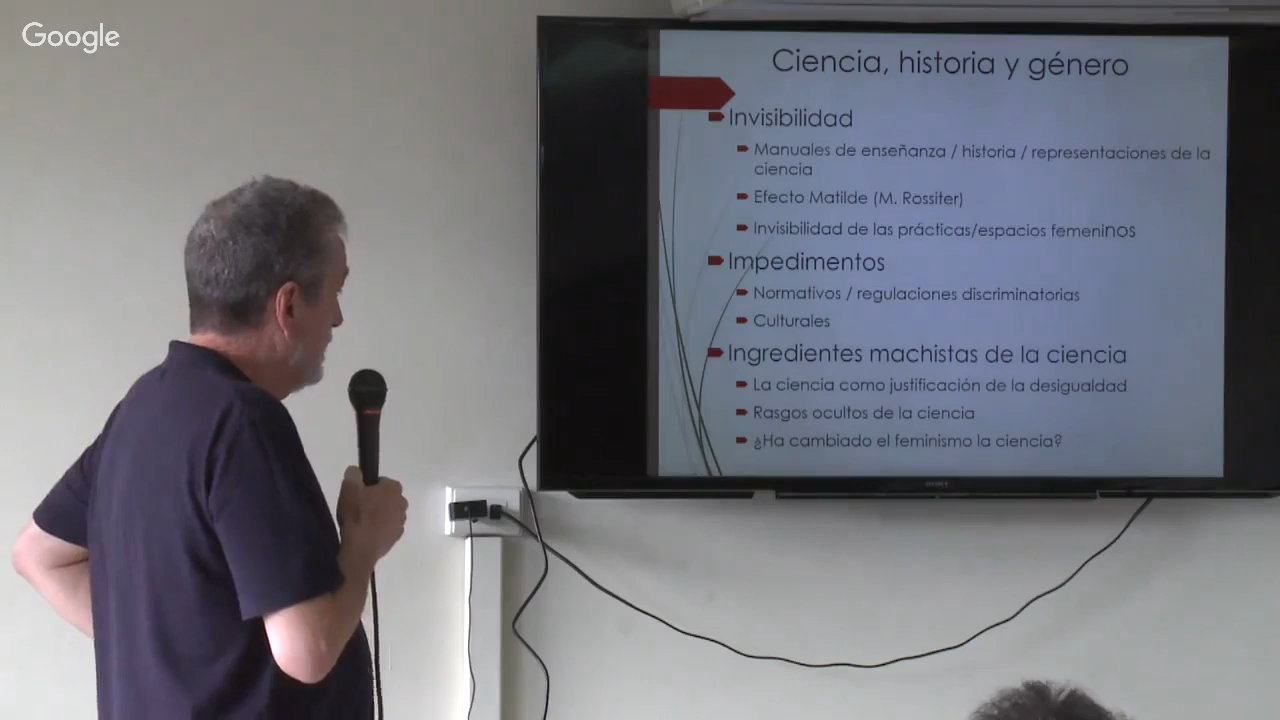 Google
Ciencia, historia y género
Invisibilidad
Manuales de enseñanza / historia / representaciones de la
ciencia
Efecto Matilde (M. Rossiter)
Invisibilidad de las prácticas/espacios femeninos
Impedimentos
Normativos / regulaciones discriminatorias
Culturales
Ingredientes machistas de la ciencia
La ciencia como justificación de la desigualdad
Rasgos ocultos de la ciencia
¿Ha cambiado el feminismo la ciencia?
SONY